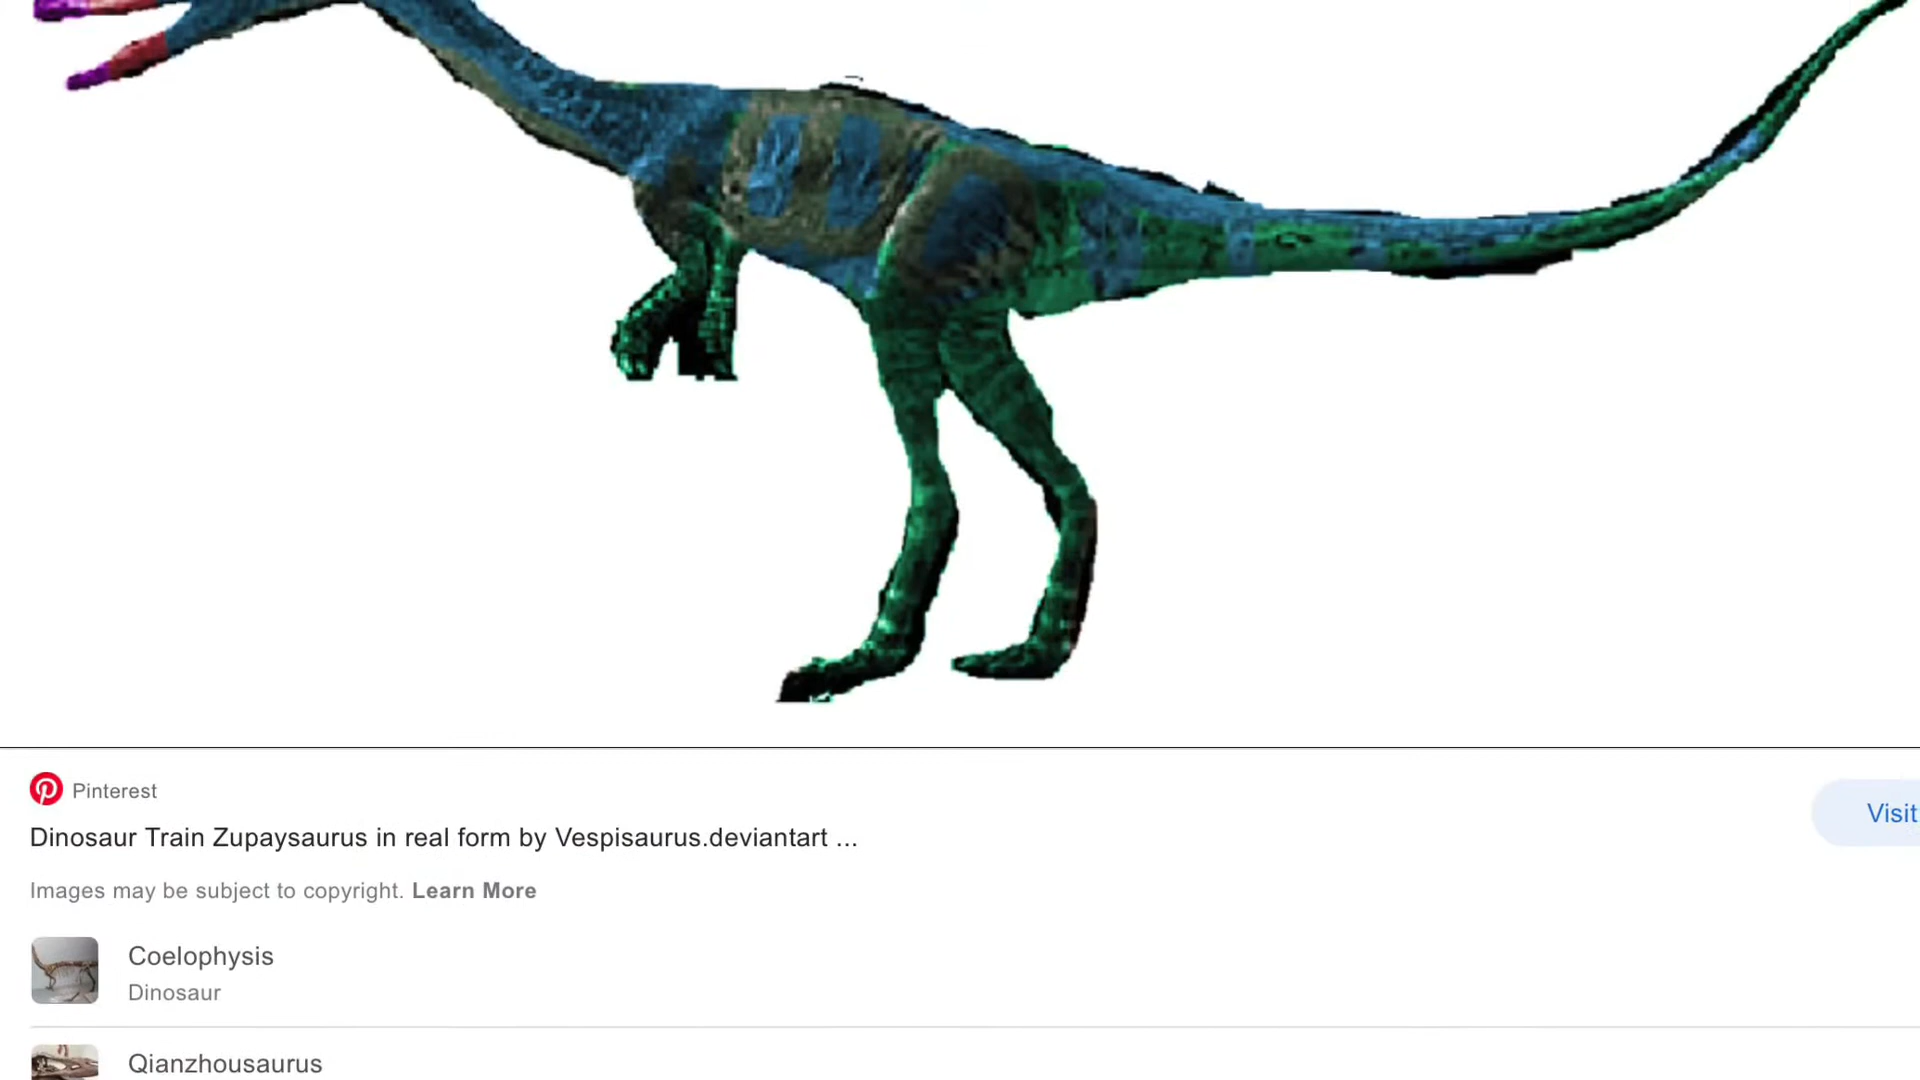 Pinterest
Dinosaur Train Zupaysaurus in real form by Vespisaurus.deviantart ...
Visit
Images may be subject to copyright. Learn More
Coelophysis
Dinosaur
Qianzhousaurus